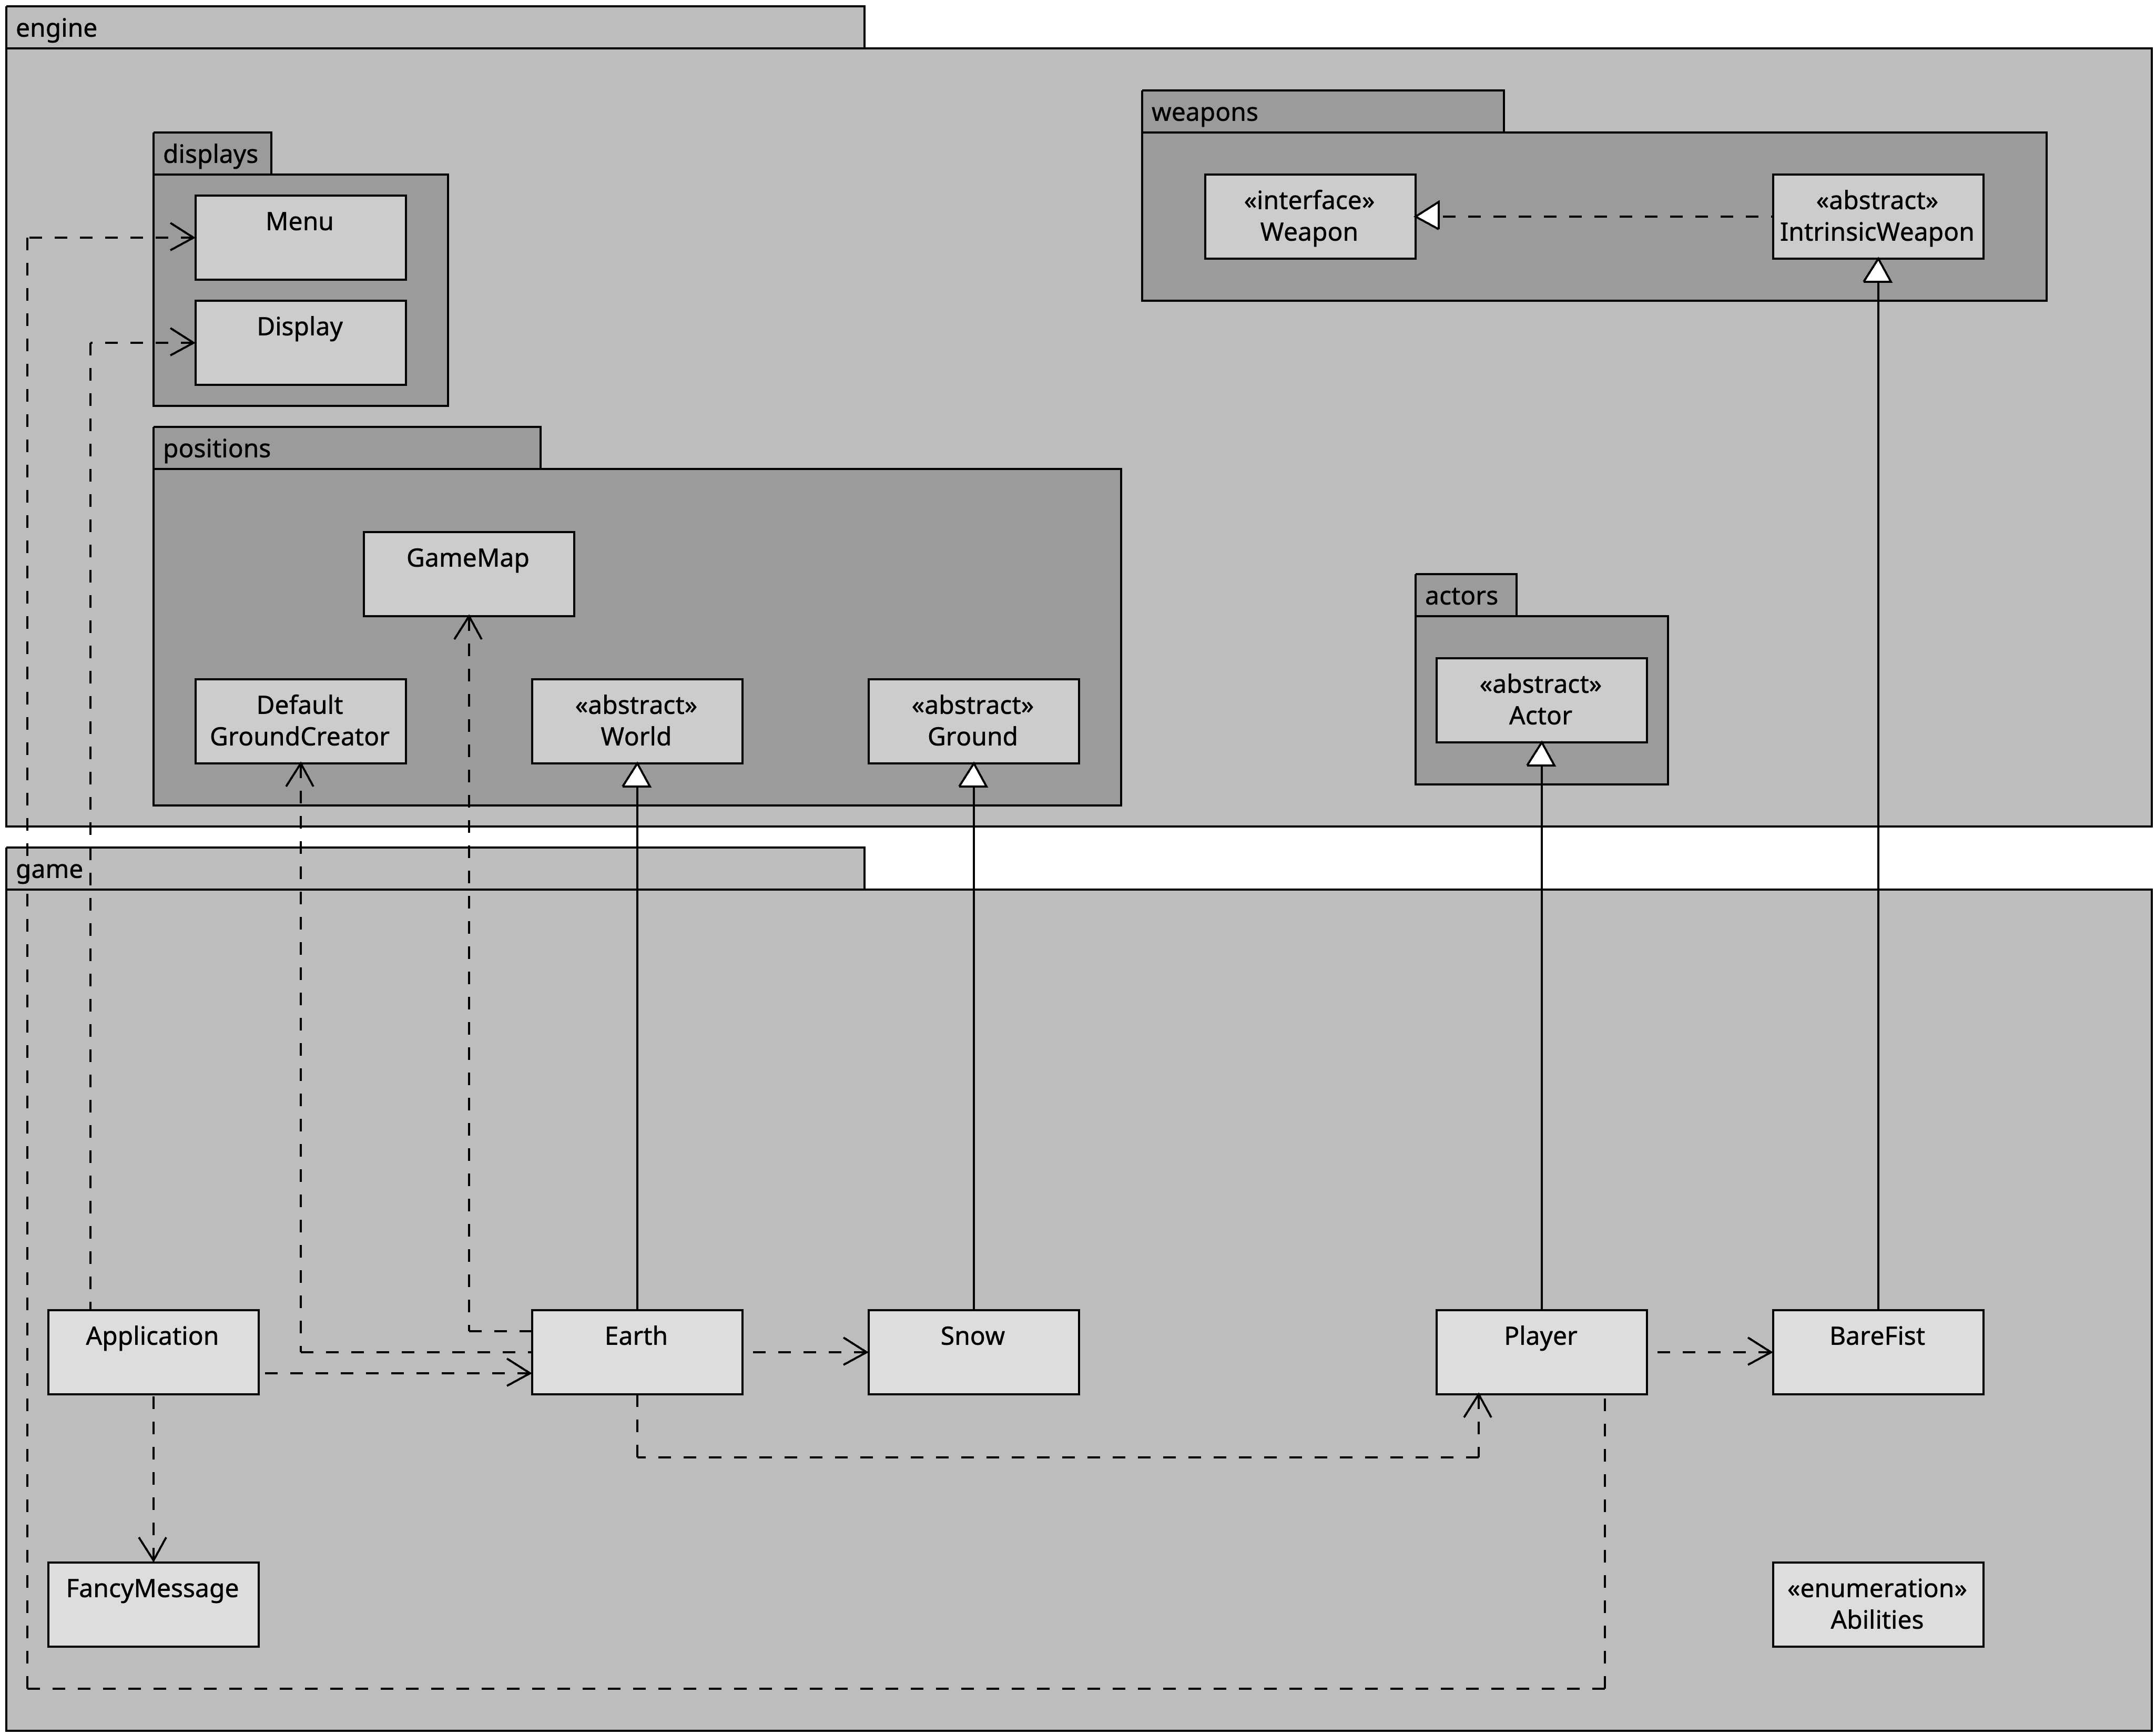 engine
weapons
displays
«interface»
Weapon
«abstract»
IntrinsicWeapon
Menu
Display
positions
GameMap
actors
Default
GroundCreator
«abstract»
World
«abstract»
Ground
«abstract»
Actor
game
Application
Earth
Snow
Player
BareFist
FancyMessage
«enumeration»
Abilities